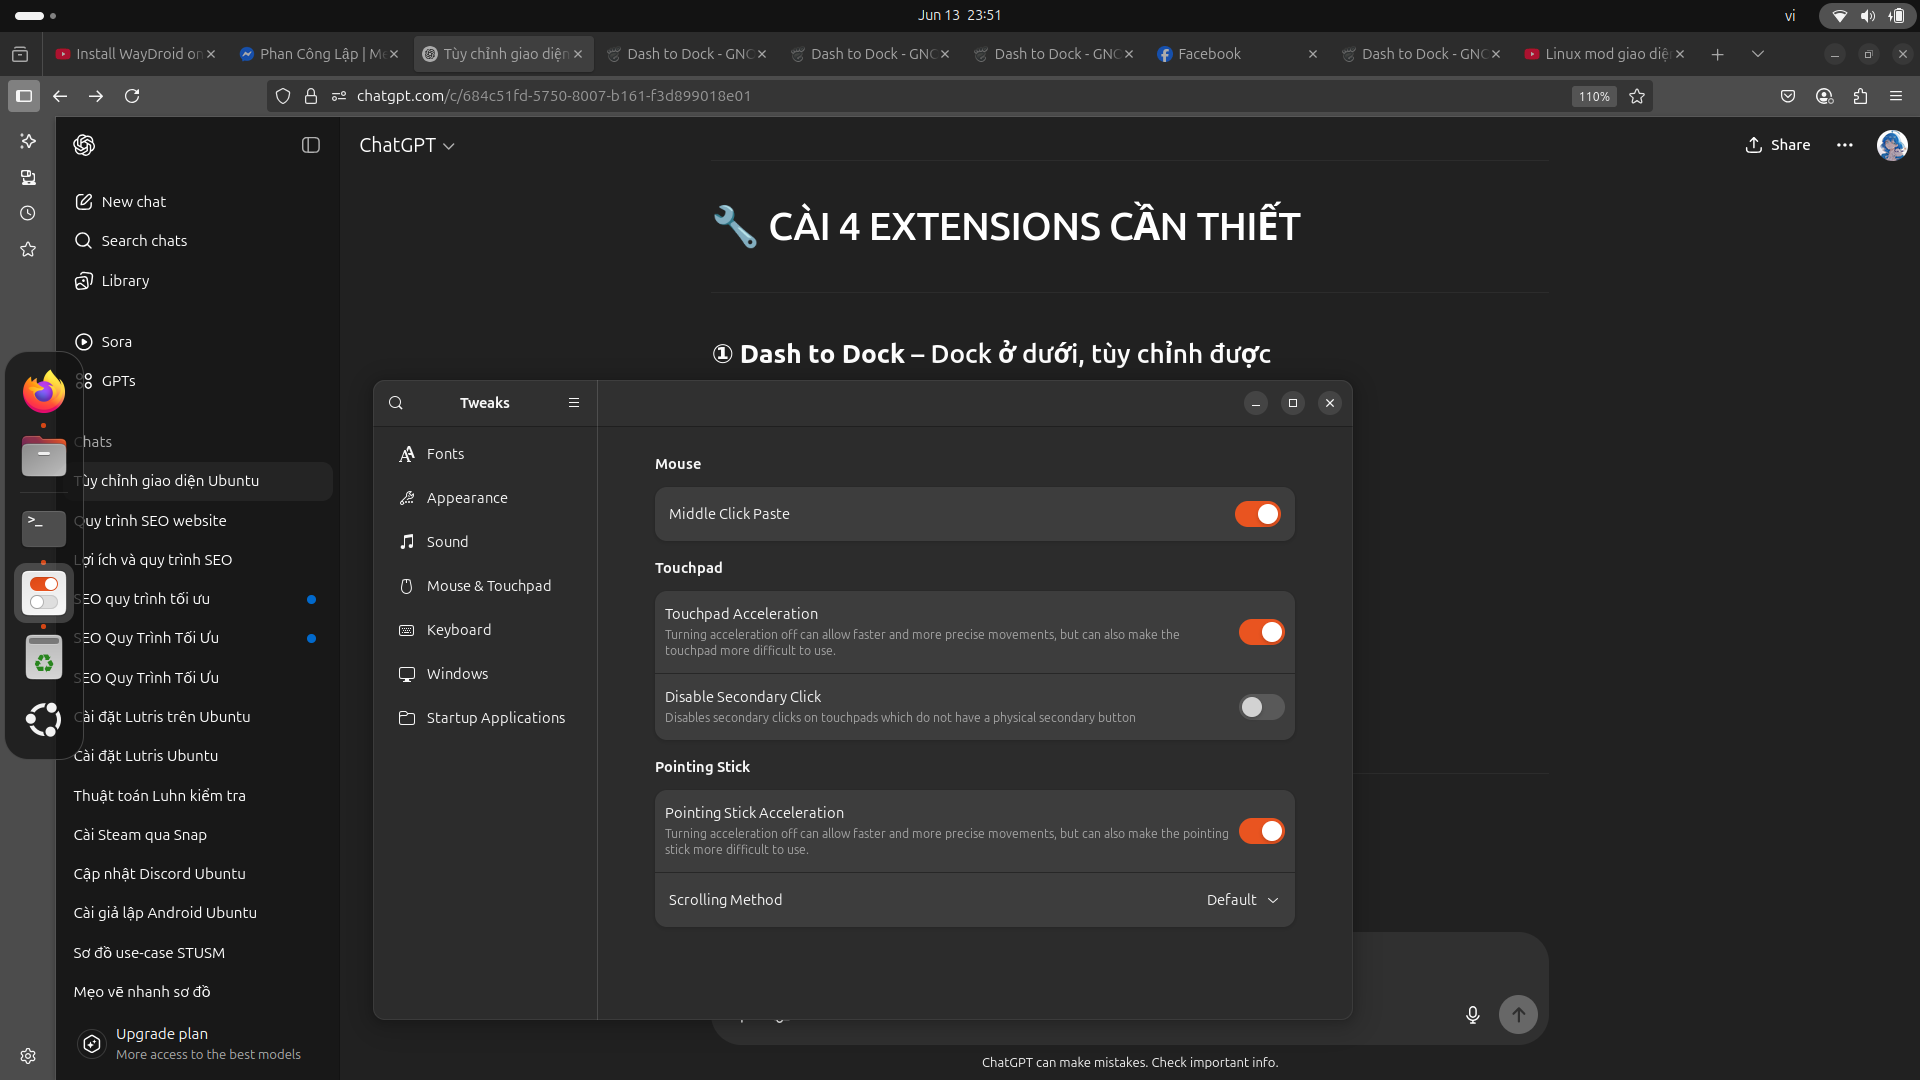 Jun 13 23:51
vi
Install WayDroid on
Phan Công Lập | Me
Tùy chỉnh giao diện
Dash to Dock - GNO
Dash to Dock - GNO
Dash to Dock - GNO
Facebook
Dash to Dock - GNO
Linux mod giao diện
chatgpt.com/c/684c51fd-5750-8007-b161-f3d899018e01
110%
New chat
Search chats
Library
Sora
GPTs
Chats
Tùy chỉnh giao diện Ubuntu
Quy trình SEO website
Lợi ích và quy trình SEO
SEO quy trình tối ưu
SEO Quy Trình Tối Ưu
SEO Quy Trình Tối Ưu
Cài đặt Lutris trên Ubuntu
Cài đặt Lutris Ubuntu
Thuật toán Luhn kiểm tra
Cài Steam qua Snap
Cập nhật Discord Ubuntu
Cài giả lập Android Ubuntu
Sơ đồ use-case STUSM
Mẹo vẽ nhanh sơ đồ
Upgrade plan
More access to the best models
ChatGPT
Share
🔧 CÀI 4 EXTENSIONS CẦN THIẾT
① Dash to Dock – Dock ở dưới, tùy chỉnh được
Tweaks
Fonts
Appearance
Sound
Mouse & Touchpad
Keyboard
Windows
Startup Applications
Mouse
Middle Click Paste
Touchpad
Touchpad Acceleration
Turning acceleration off can allow faster and more precise movements, but can also make the
touchpad more difficult to use.
Disable Secondary Click
Disables secondary clicks on touchpads which do not have a physical secondary button
Pointing Stick
Pointing Stick Acceleration
Turning acceleration off can allow faster and more precise movements, but can also make the pointing
stick more difficult to use.
Scrolling Method
Default
ChatGPT can make mistakes. Check important info.